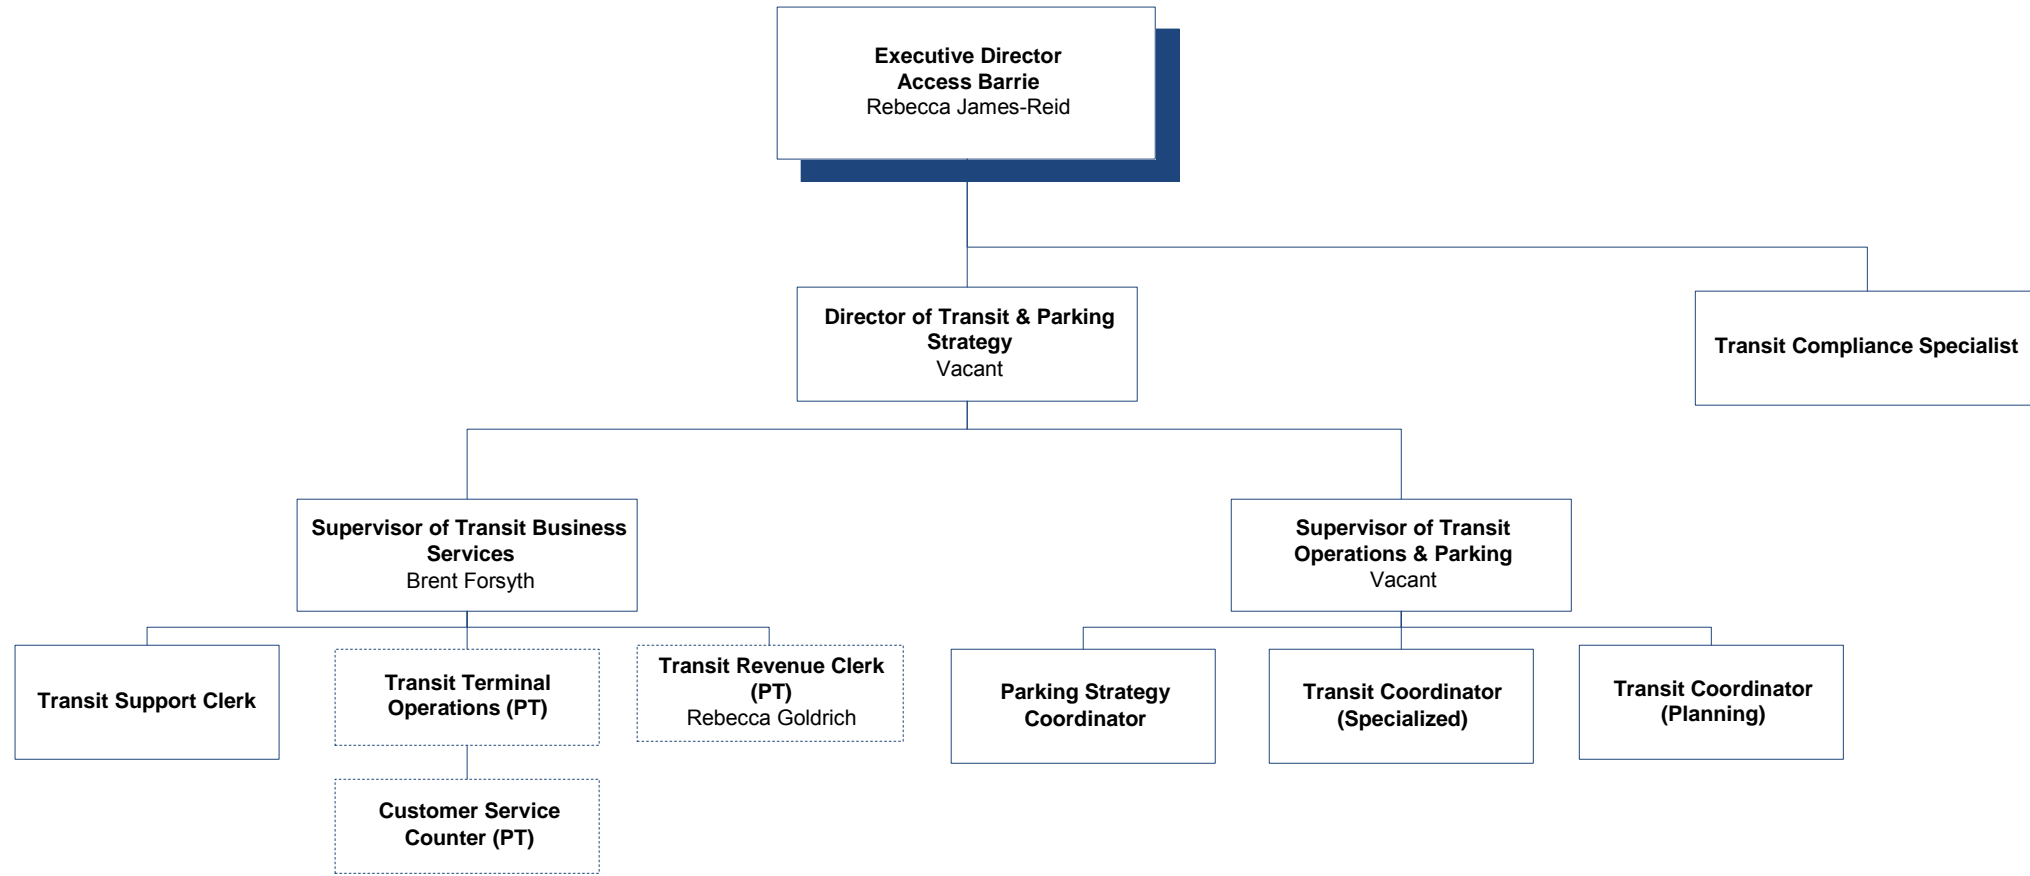 Executive Director
Access Barrie
Rebecca James-Reid
Director of Transit & Parking
Strategy
Vacant
Transit Compliance Specialist
Supervisor of Transit Business
Services
Brent Forsyth
Supervisor of Transit
Operations & Parking
Vacant
Transit Support Clerk
Transit Terminal
Operations (PT)
Transit Revenue Clerk
(PT)
Rebecca Goldrich
Parking Strategy
Coordinator
Transit Coordinator
(Specialized)
Transit Coordinator
(Planning)
Customer Service
Counter (PT)